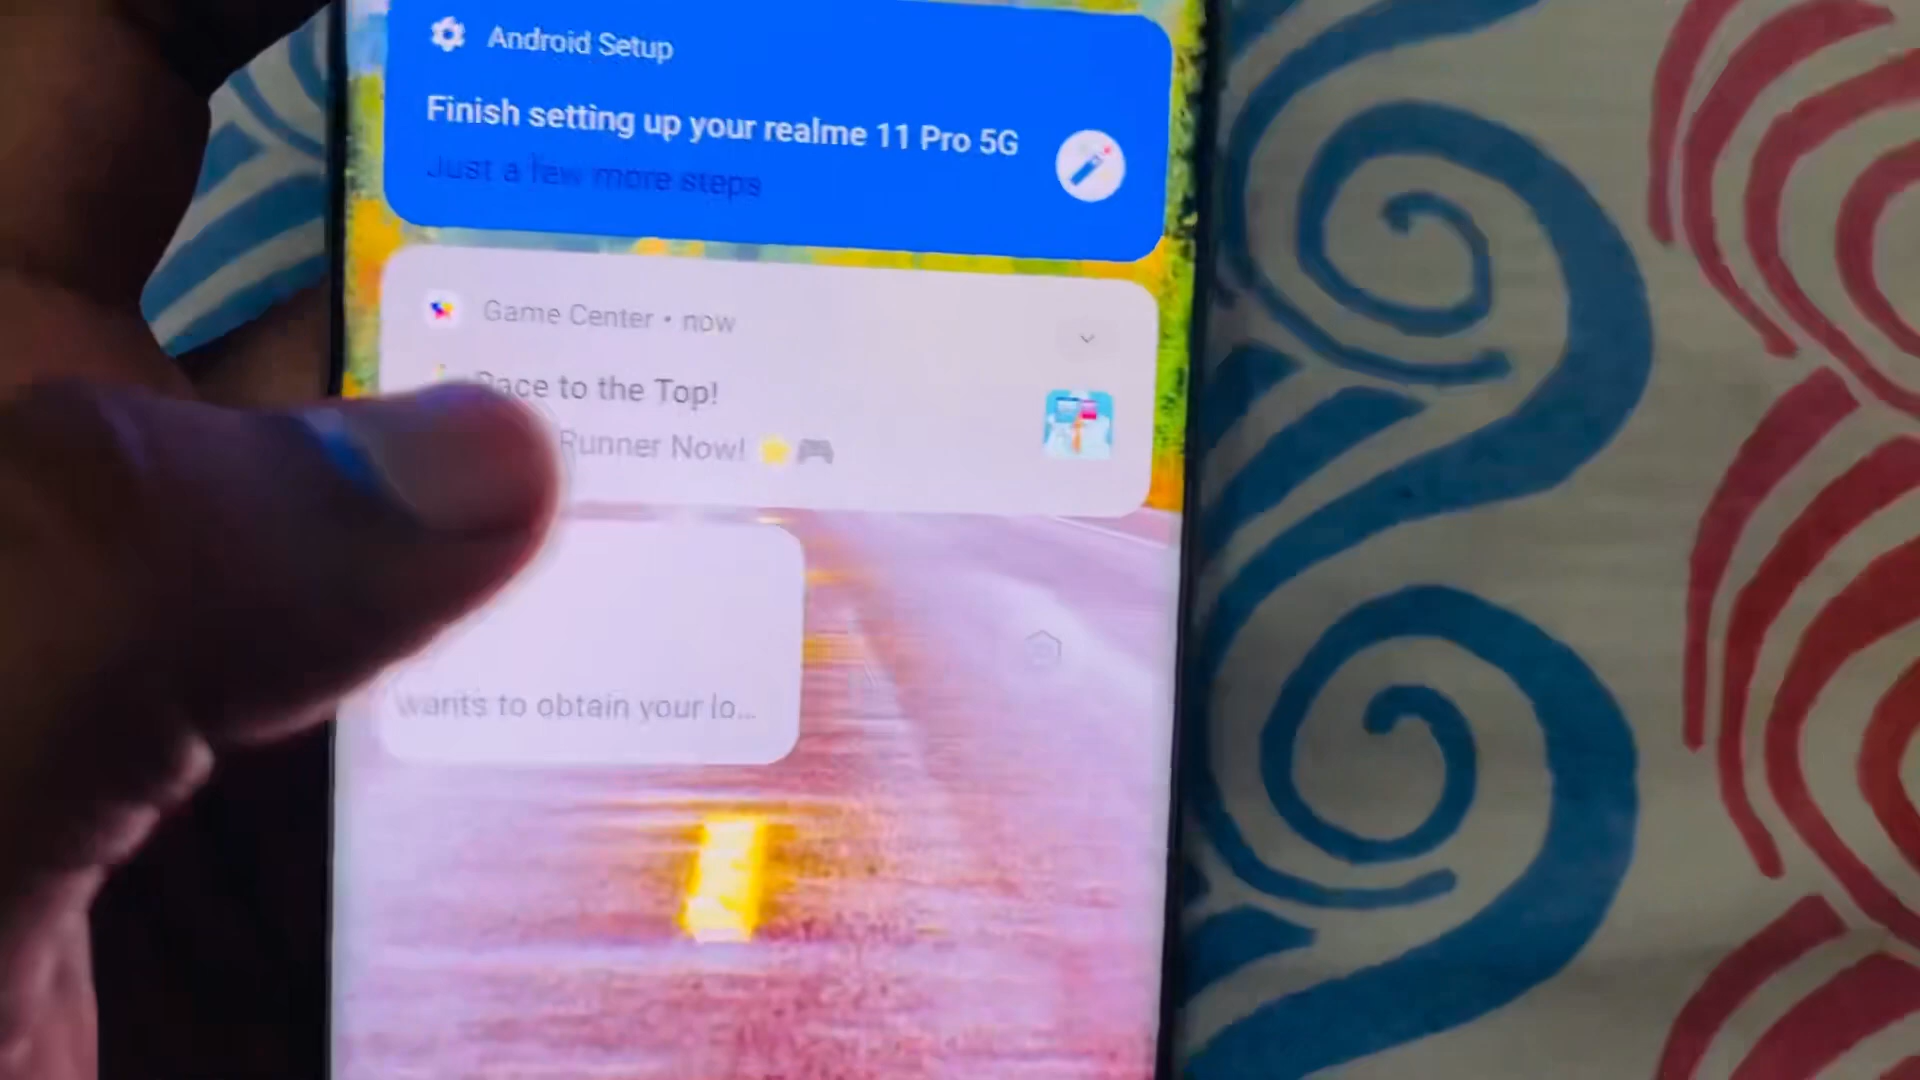 Android Setup
Finish setting up your realme 11 Pro 5G
Just a few more steps
Game Center • now
Race to the Top!
Runner Now! ⭐🎮
wants to obtain your lo...